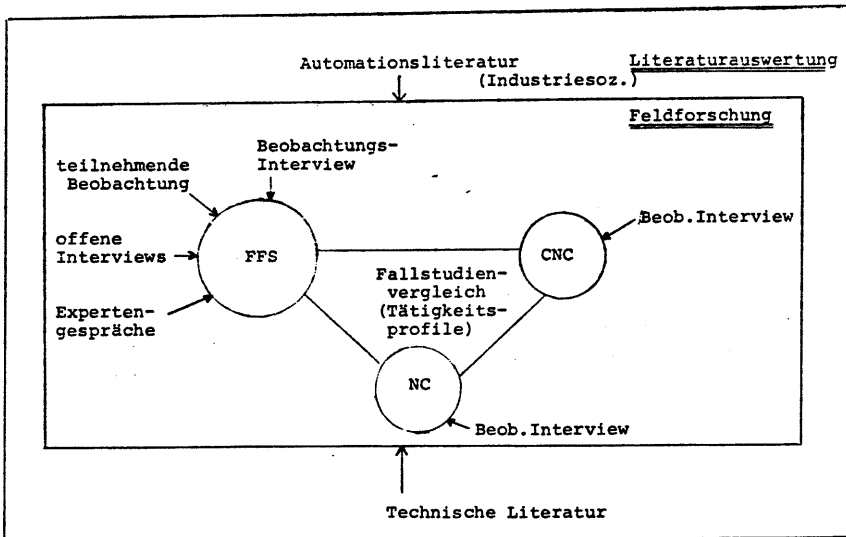 Automationsliteratur
(Industriesoz.)
Literaturauswertung
Feldforschung
Beobachtungs-
Interview
teilnehmende
Beobachtung
offene
Interviews
Experten-
gespräche
FFS
CNC
Beob.Interview
Fallstudien-
vergleich
(Tätigkeits-
profile)
NC
Beob.Interview
Technische Literatur